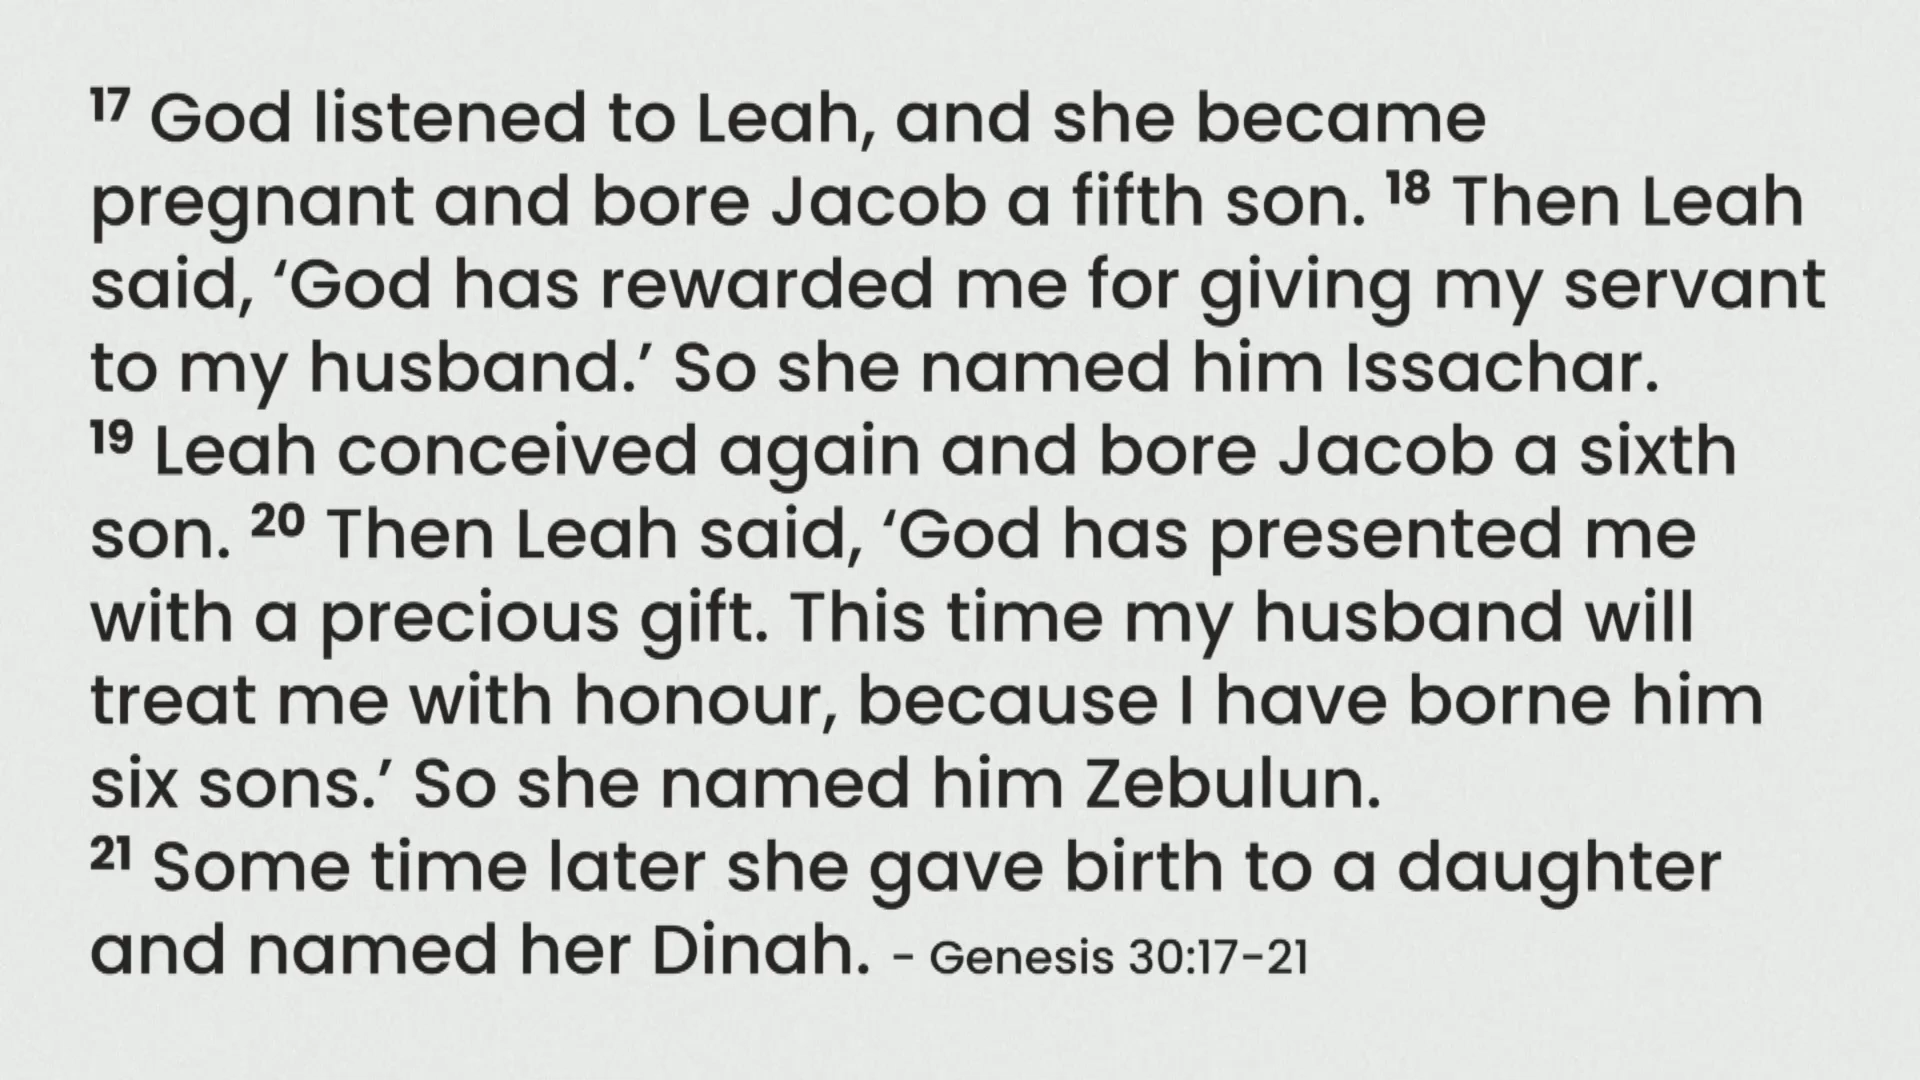 17 God listened to Leah, and she became
pregnant and bore Jacob a fifth son. 18 Then Leah
said, ‘God has rewarded me for giving my servant
to my husband.’ So she named him Issachar.
19 Leah conceived again and bore Jacob a sixth
son. 20 Then Leah said, ‘God has presented me
with a precious gift. This time my husband will
treat me with honour, because I have borne him
six sons.’ So she named him Zebulun.
21 Some time later she gave birth to a daughter
and named her Dinah. - Genesis 30:17-21